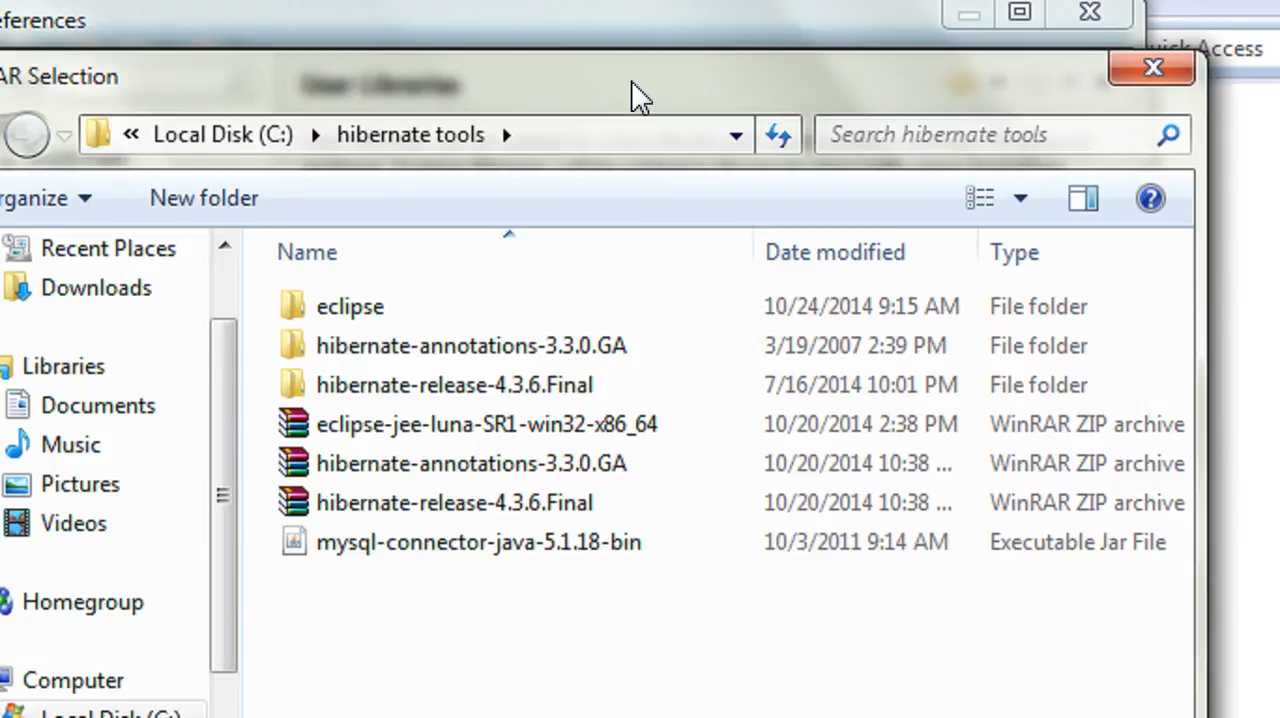 eferences
uick Access
AR Selection
User Libraries
« Local Disk (C:) hibernate tools
Search hibernate tools
rganize New folder
Name Date modified Type
Recent Places
Downloads
Libraries
Documents
Music
Pictures
Videos
Homegroup
Computer
Local Disk (C:)
eclipse 10/24/2014 9:15 AM File folder
hibernate-annotations-3.3.0.GA 3/19/2007 2:39 PM File folder
hibernate-release-4.3.6.Final 7/16/2014 10:01 PM File folder
eclipse-jee-luna-SR1-win32-x86_64 10/20/2014 2:38 PM WinRAR ZIP archive
hibernate-annotations-3.3.0.GA 10/20/2014 10:38 ... WinRAR ZIP archive
hibernate-release-4.3.6.Final 10/20/2014 10:38 ... WinRAR ZIP archive
mysql-connector-java-5.1.18-bin 10/3/2011 9:14 AM Executable Jar File